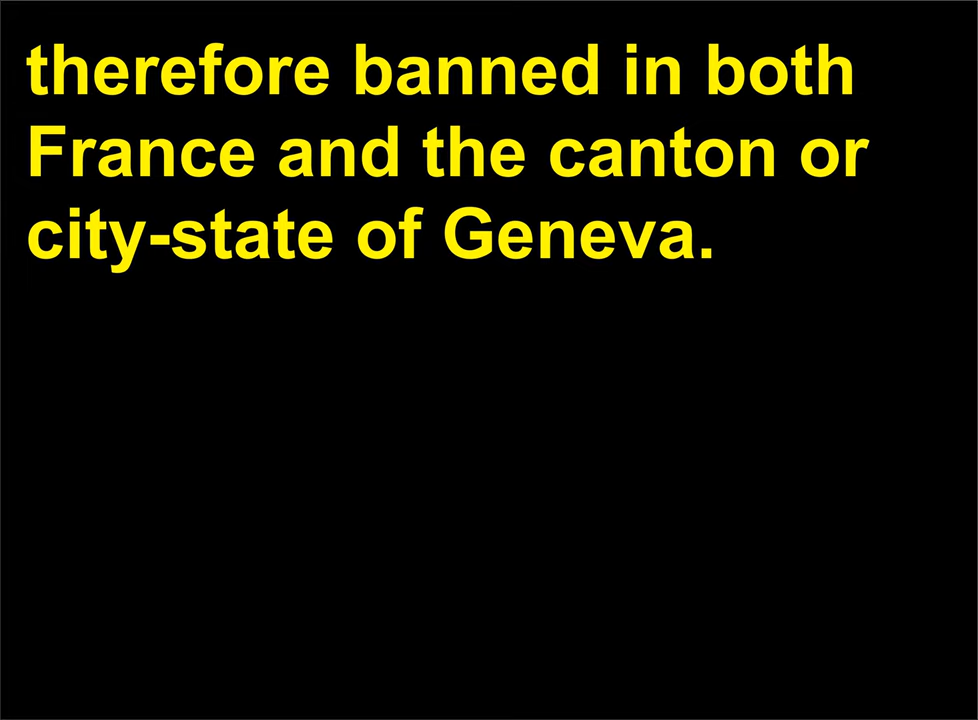 therefore banned in both
France and the canton or
city-state of Geneva.